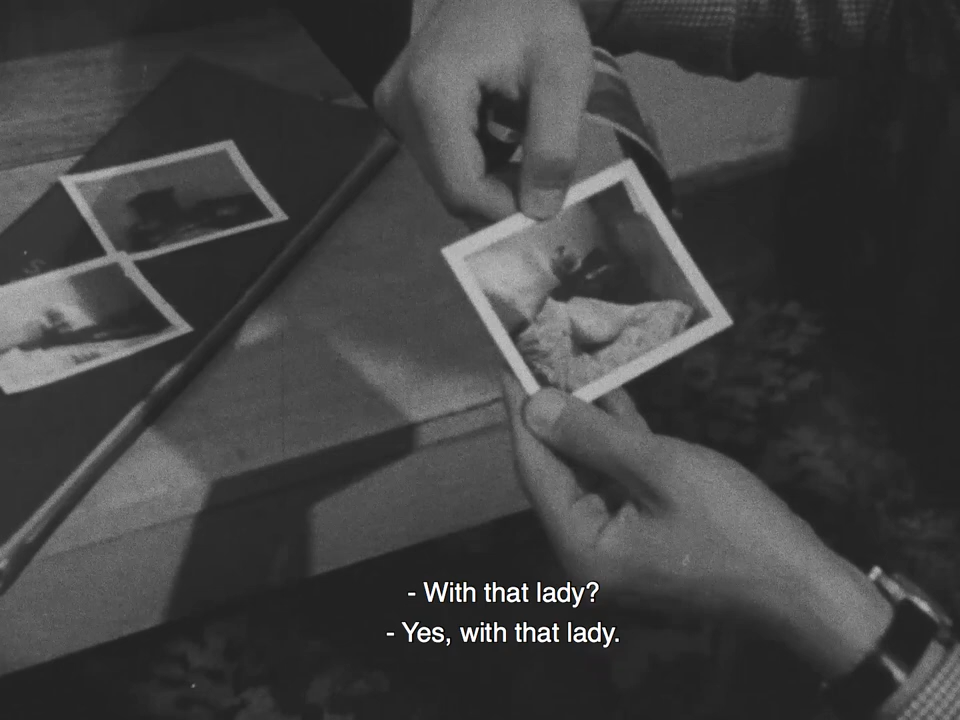 - With that lady?
- Yes, with that lady.